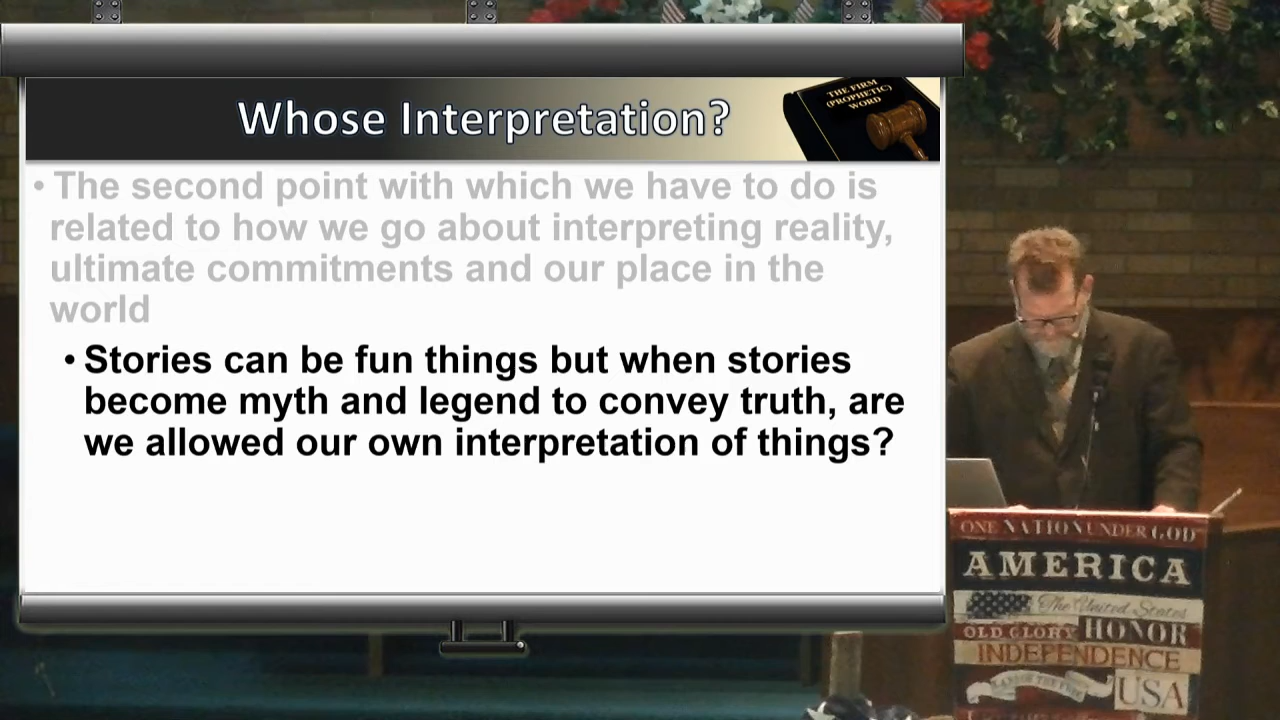 Whose Interpretation?
THE FIRM
(PROPHETIC)
WORD
• The second point with which we have to do is
related to how we go about interpreting reality,
ultimate commitments and our place in the
world
• Stories can be fun things but when stories
become myth and legend to convey truth, are
we allowed our own interpretation of things?
ONE NATION UNDER GOD
AMERICA
The United States
OLD GLORY HONOR
INDEPENDENCE
USA